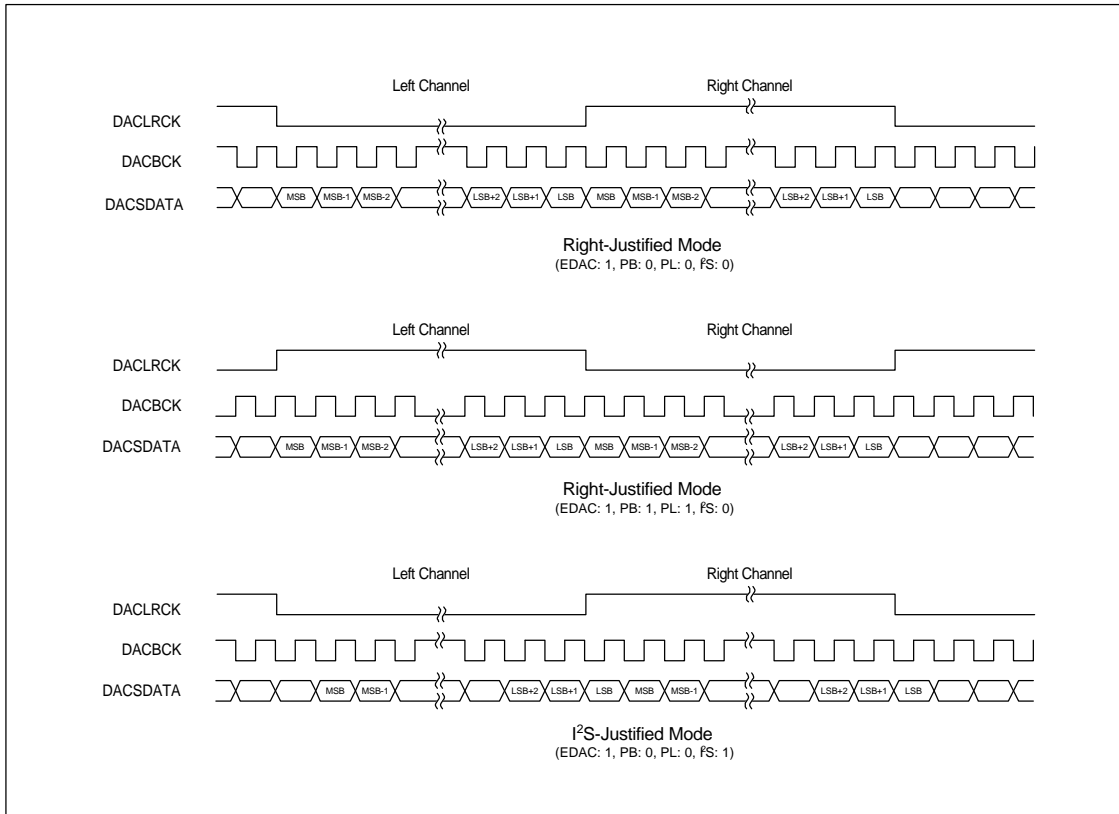 Left Channel Right Channel
DACLRCK
DACBCK
DACSDATA MSB MSB-1 MSB-2 LSB+2 LSB+1 LSB MSB MSB-1 MSB-2 LSB+2 LSB+1 LSB
Right-Justified Mode
(EDAC: 1, PB: 0, PL: 0, I²S: 0)
Left Channel Right Channel
DACLRCK
DACBCK
DACSDATA MSB MSB-1 MSB-2 LSB+2 LSB+1 LSB MSB MSB-1 MSB-2 LSB+2 LSB+1 LSB
Right-Justified Mode
(EDAC: 1, PB: 1, PL: 1, I²S: 0)
Left Channel Right Channel
DACLRCK
DACBCK
DACSDATA MSB MSB-1 LSB+2 LSB+1 LSB MSB MSB-1 LSB+2 LSB+1 LSB
I²S-Justified Mode
(EDAC: 1, PB: 0, PL: 0, I²S: 1)